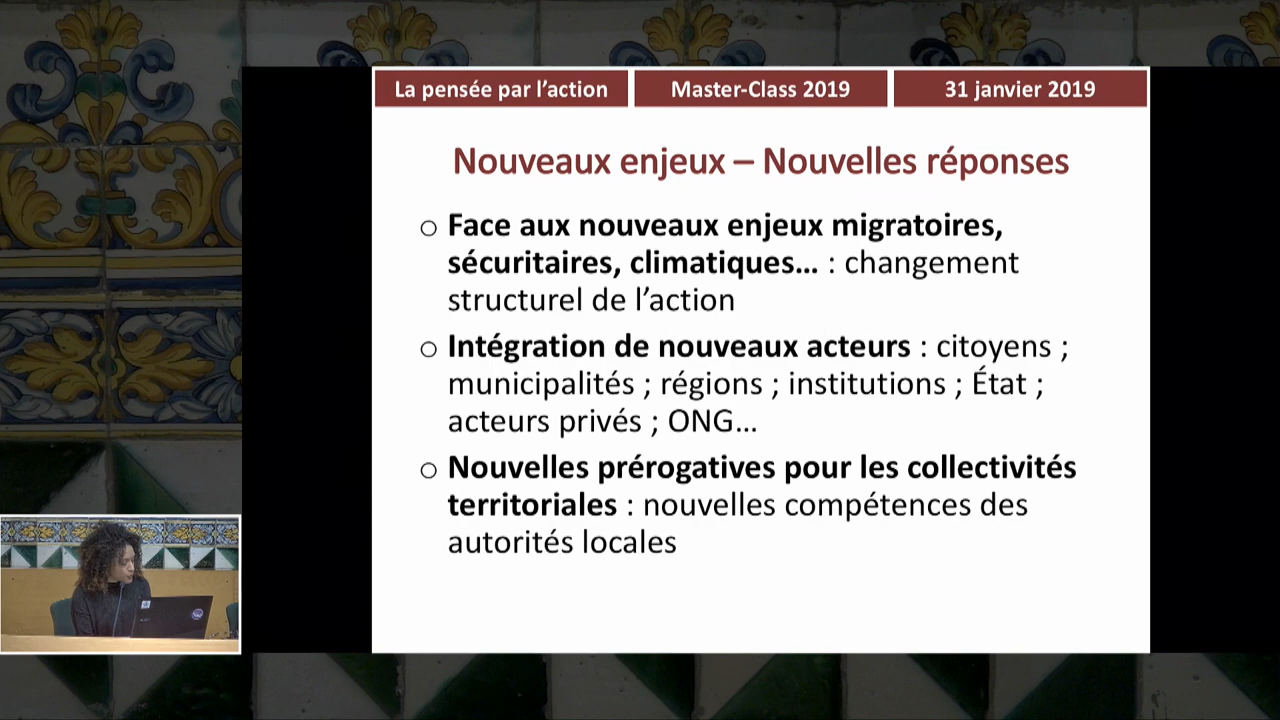 La pensée par l’action
Master-Class 2019
31 janvier 2019
Nouveaux enjeux – Nouvelles réponses
o Face aux nouveaux enjeux migratoires,
sécuritaires, climatiques… : changement
structurel de l’action
o Intégration de nouveaux acteurs : citoyens ;
municipalités ; régions ; institutions ; État ;
acteurs privés ; ONG…
o Nouvelles prérogatives pour les collectivités
territoriales : nouvelles compétences des
autorités locales